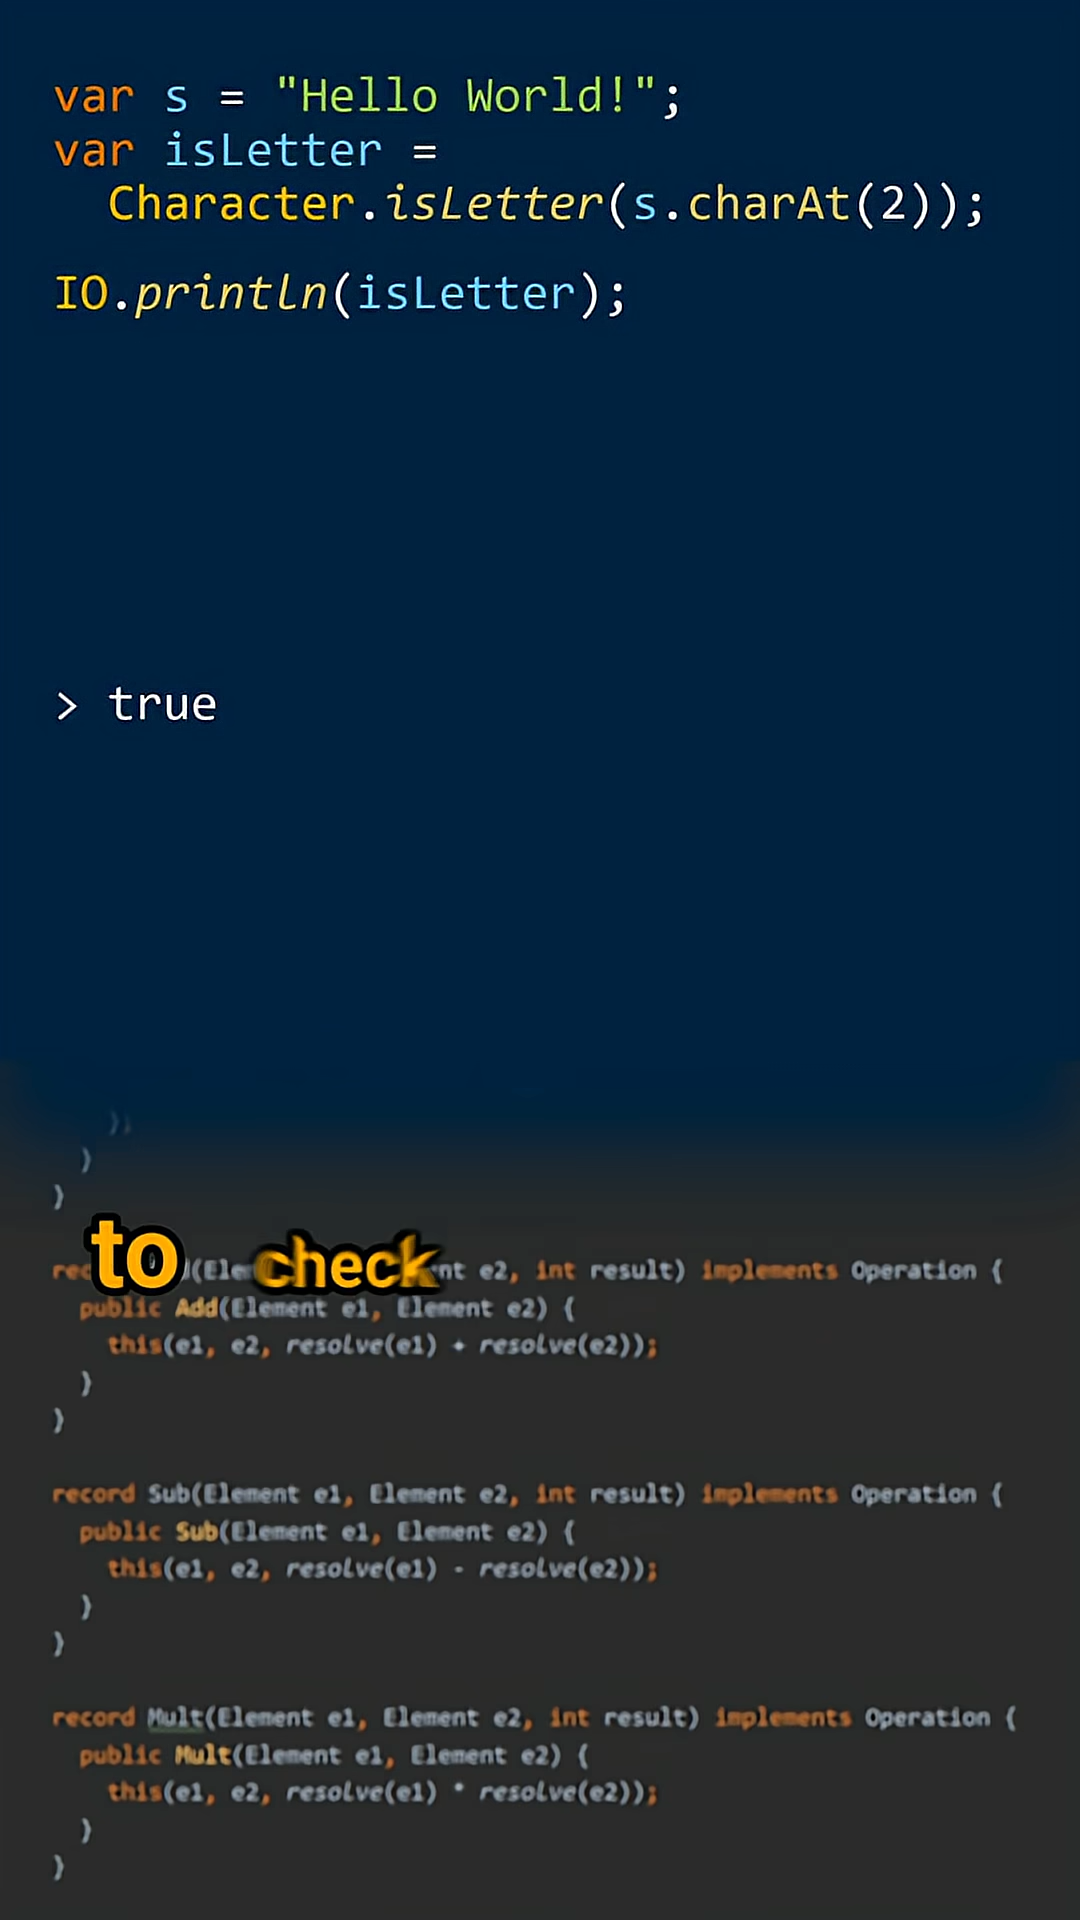 var s = "Hello World!";
var isLetter =
  Character.isLetter(s.charAt(2));
IO.println(isLetter);
> true
    });
  }
}
to check
(Ele nt e2, int result) implements Operation {
  public Add(Element e1, Element e2) {
    this(e1, e2, resolve(e1) + resolve(e2));
  }
}
record Sub(Element e1, Element e2, int result) implements Operation {
  public Sub(Element e1, Element e2) {
    this(e1, e2, resolve(e1) - resolve(e2));
  }
}
record Mult(Element e1, Element e2, int result) implements Operation {
  public Mult(Element e1, Element e2) {
    this(e1, e2, resolve(e1) * resolve(e2));
  }
}